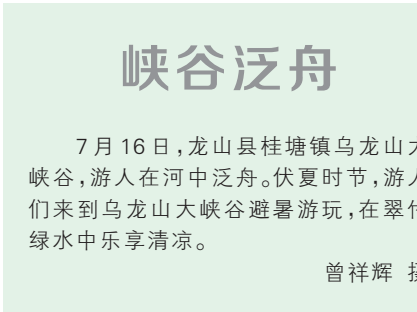 峡谷泛舟
7月16日,龙山县桂塘镇乌龙山大
峡谷,游人在河中泛舟。伏夏时节,游人
们来到乌龙山大峡谷避暑游玩,在翠竹
绿水中乐享清凉。
曾祥辉 摄